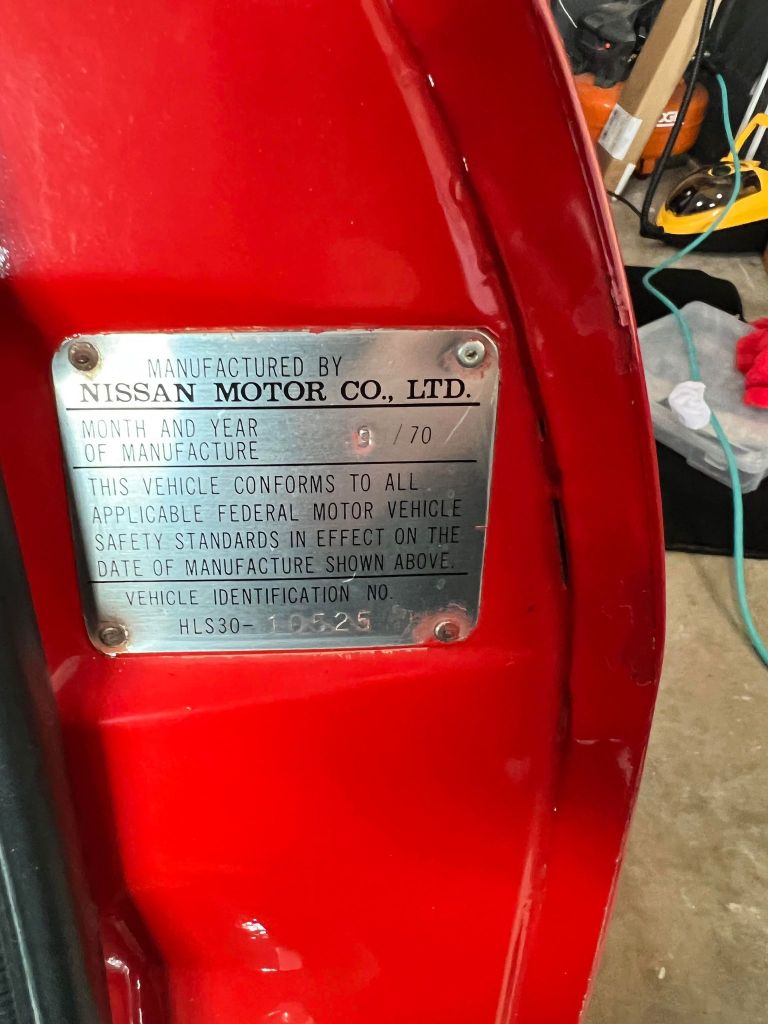 MANUFACTURED BY
NISSAN MOTOR CO., LTD.
MONTH AND YEAR
OF MANUFACTURE
9 / 70
THIS VEHICLE CONFORMS TO ALL
APPLICABLE FEDERAL MOTOR VEHICLE
SAFETY STANDARDS IN EFFECT ON THE
DATE OF MANUFACTURE SHOWN ABOVE.
VEHICLE IDENTIFICATION NO.
HLS30- 10525